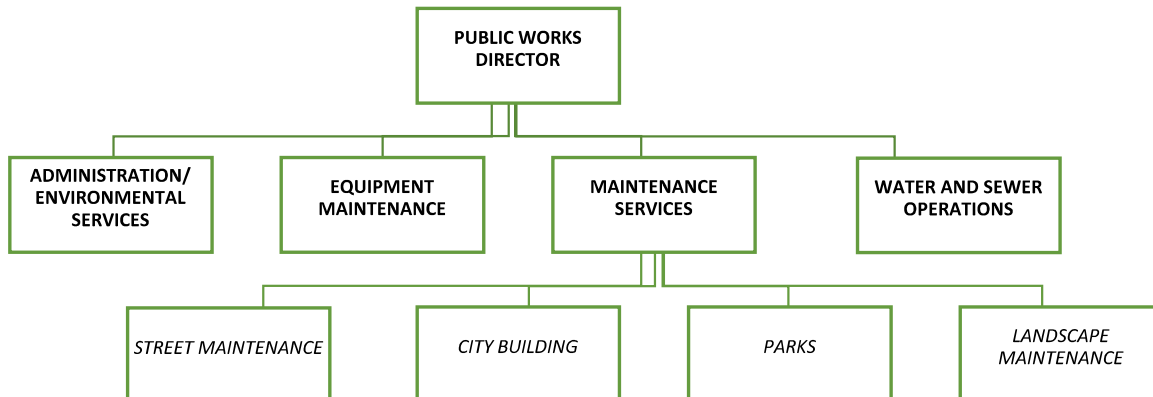 PUBLIC WORKS
DIRECTOR
ADMINISTRATION/
ENVIRONMENTAL
SERVICES
EQUIPMENT
MAINTENANCE
MAINTENANCE
SERVICES
WATER AND SEWER
OPERATIONS
STREET MAINTENANCE
CITY BUILDING
PARKS
LANDSCAPE
MAINTENANCE